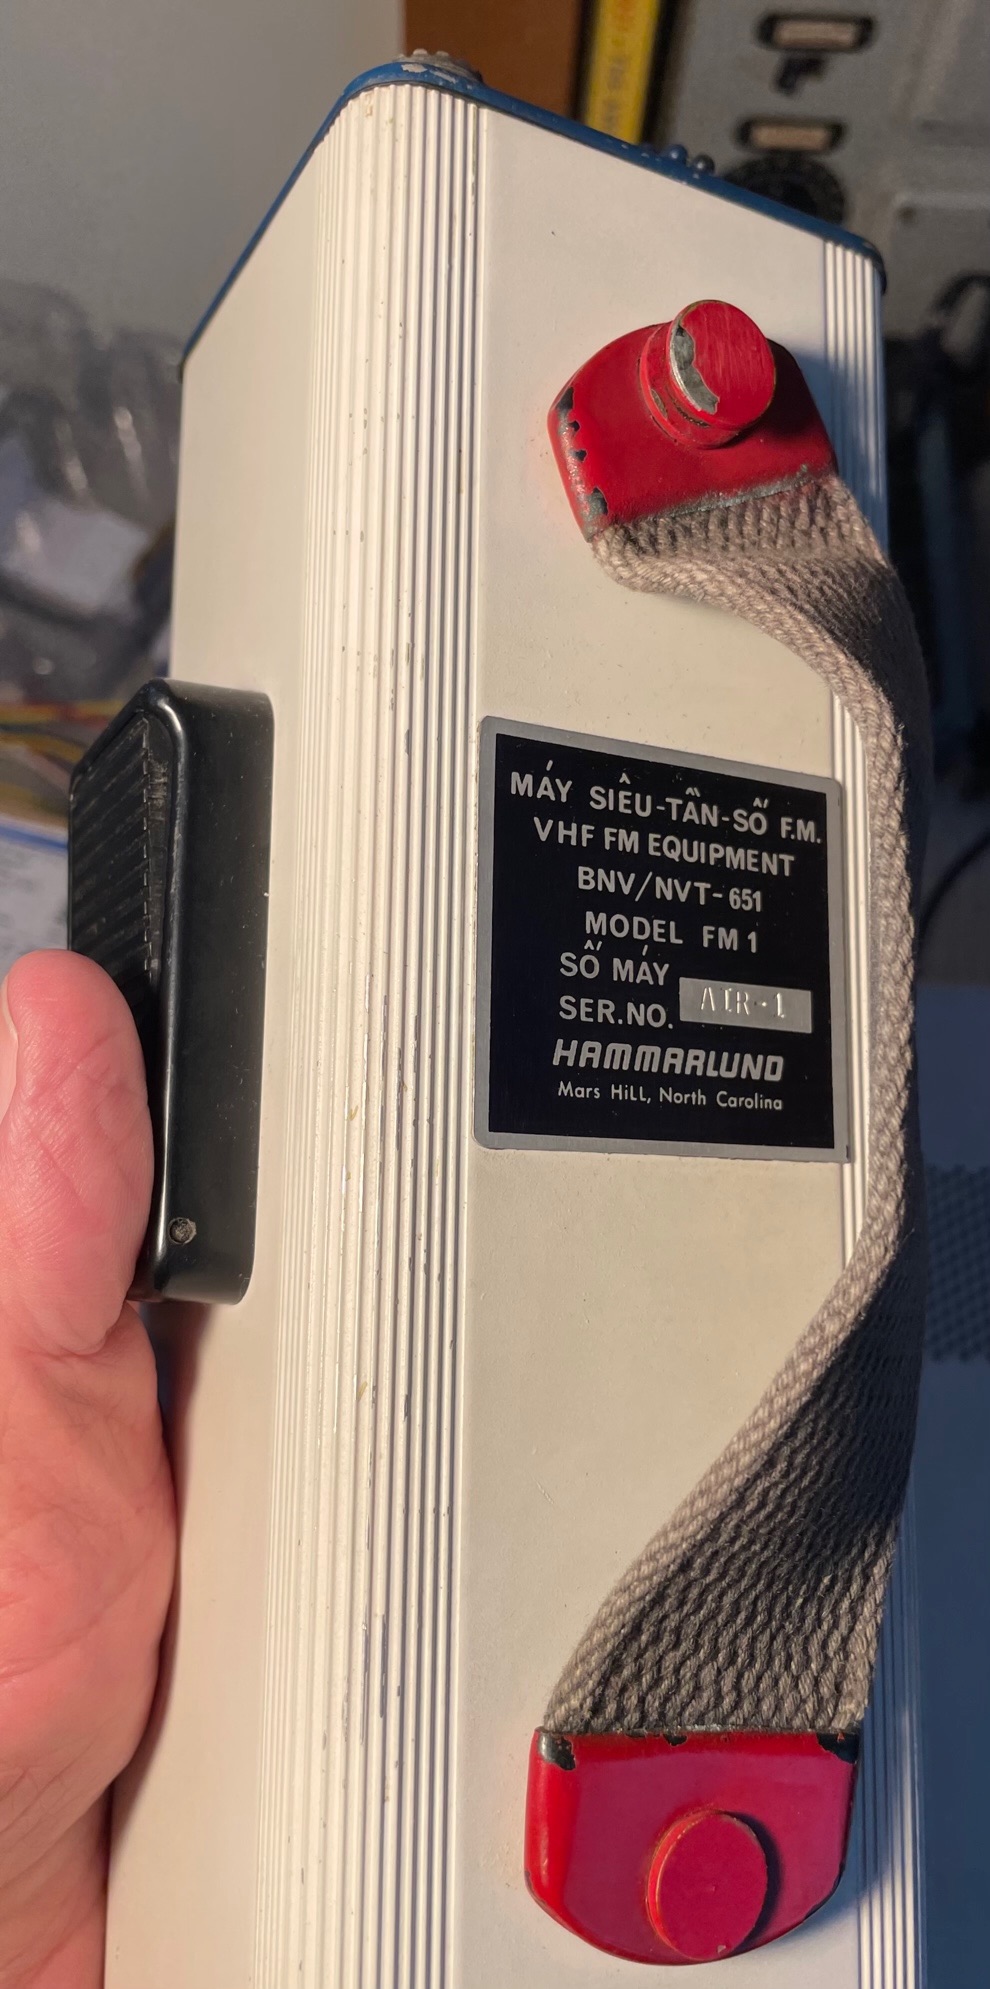 MÁY SIÊU-TẦN-SỐ F.M.
VHF FM EQUIPMENT
BNV/NVT-651
MODEL FM 1
SỐ MÁY
SER.NO. AIR-1
HAMMARLUND
Mars HiLL, North Carolina